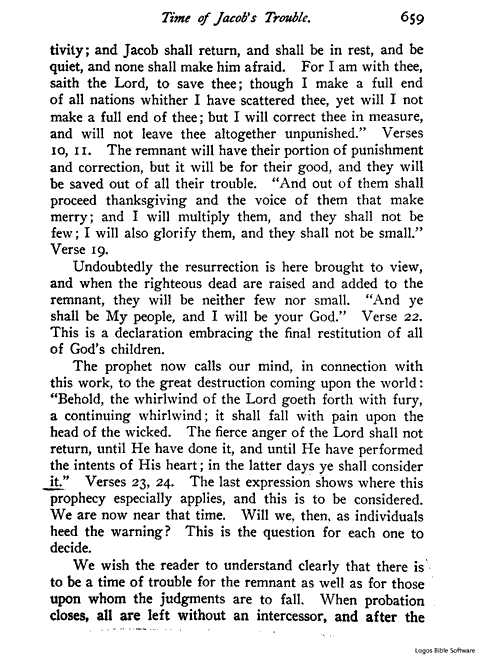 Time of Jacob's Trouble. 659
tivity; and Jacob shall return, and shall be in rest, and be
quiet, and none shall make him afraid. For I am with thee,
saith the Lord, to save thee; though I make a full end
of all nations whither I have scattered thee, yet will I not
make a full end of thee; but I will correct thee in measure,
and will not leave thee altogether unpunished." Verses
10, 11. The remnant will have their portion of punishment
and correction, but it will be for their good, and they will
be saved out of all their trouble. "And out of them shall
proceed thanksgiving and the voice of them that make
merry; and I will multiply them, and they shall not be
few; I will also glorify them, and they shall not be small."
Verse 19.
Undoubtedly the resurrection is here brought to view,
and when the righteous dead are raised and added to the
remnant, they will be neither few nor small. "And ye
shall be My people, and I will be your God." Verse 22.
This is a declaration embracing the final restitution of all
of God's children.
The prophet now calls our mind, in connection with
this work, to the great destruction coming upon the world:
"Behold, the whirlwind of the Lord goeth forth with fury,
a continuing whirlwind; it shall fall with pain upon the
head of the wicked. The fierce anger of the Lord shall not
return, until He have done it, and until He have performed
the intents of His heart; in the latter days ye shall consider
it." Verses 23, 24. The last expression shows where this
prophecy especially applies, and this is to be considered.
We are now near that time. Will we, then, as individuals
heed the warning? This is the question for each one to
decide.
We wish the reader to understand clearly that there is
to be a time of trouble for the remnant as well as for those
upon whom the judgments are to fall. When probation
closes, all are left without an intercessor, and after the
Logos Bible Software